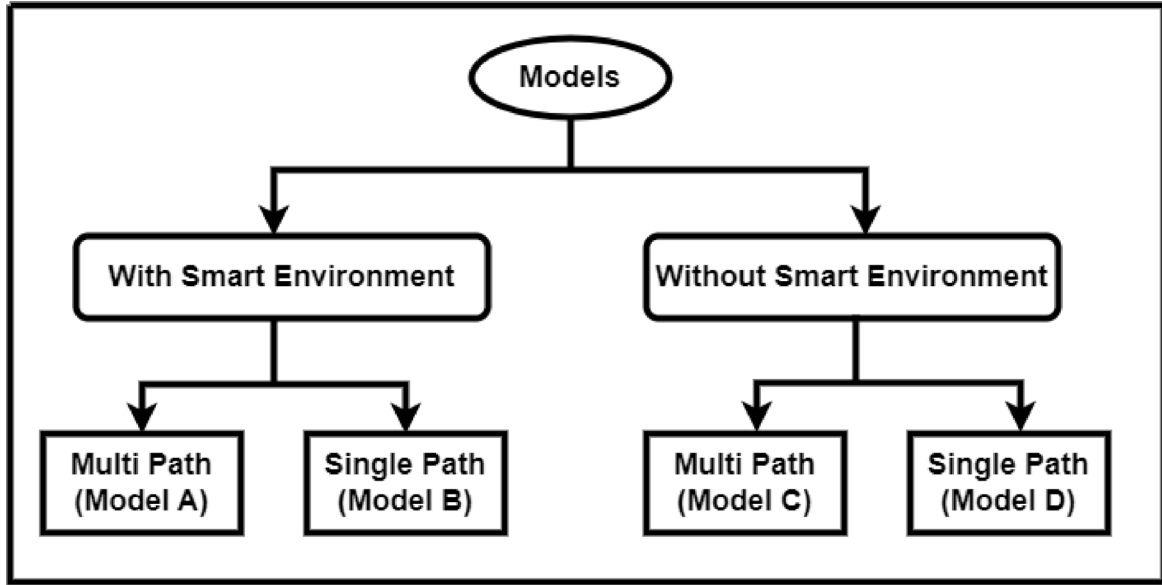 Models
With Smart Environment
Without Smart Environment
Multi Path
(Model A)
Single Path
(Model B)
Multi Path
(Model C)
Single Path
(Model D)